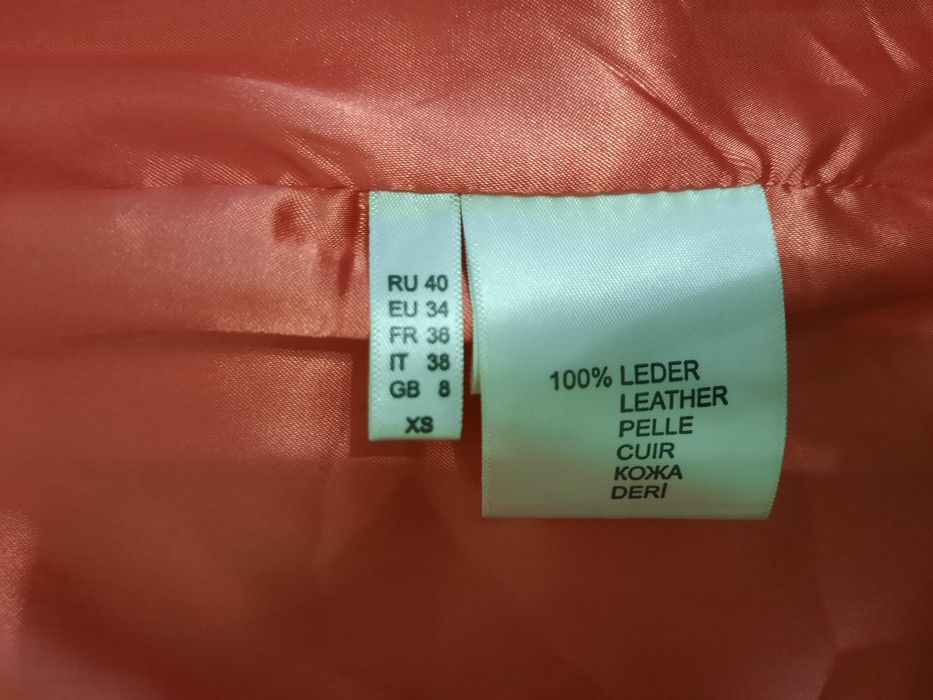 RU 40
EU 34
FR 36
IT 38
GB 8
XS
100% LEDER
LEATHER
PELLE
CUIR
КОЖА
DERİ